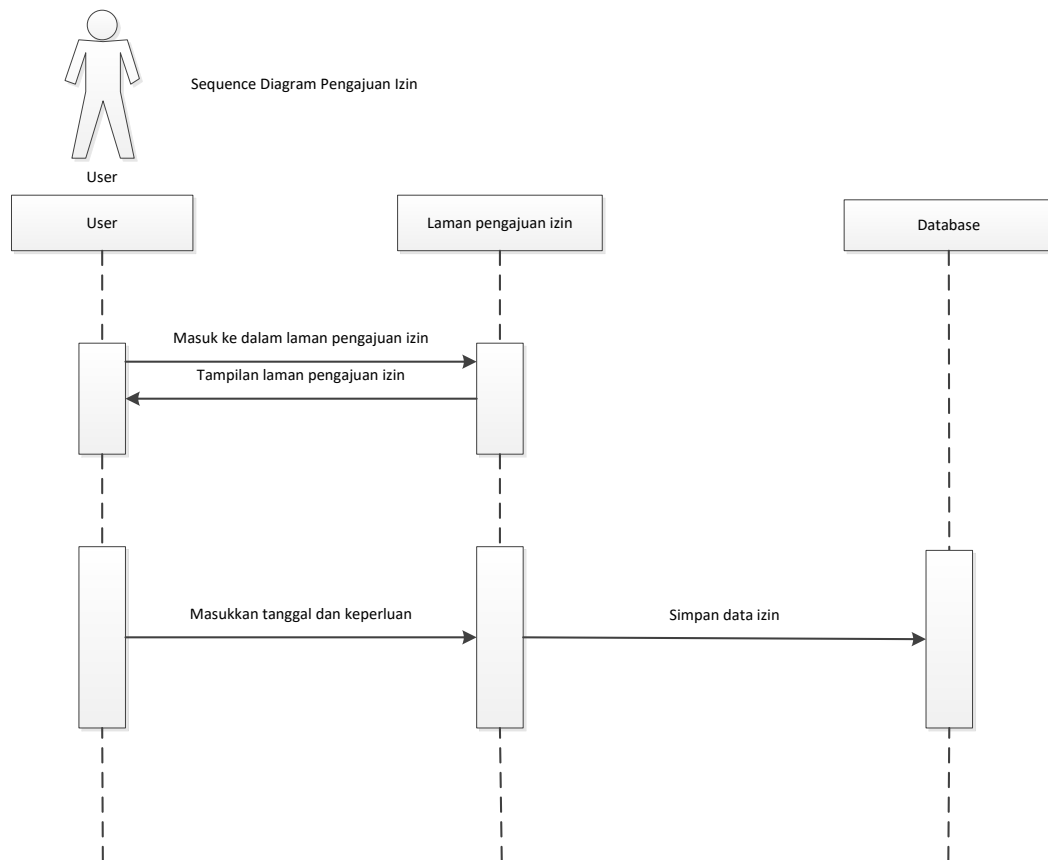 Sequence Diagram Pengajuan Izin
User
User
Laman pengajuan izin
Database
Masuk ke dalam laman pengajuan izin
Tampilan laman pengajuan izin
Masukkan tanggal dan keperluan
Simpan data izin